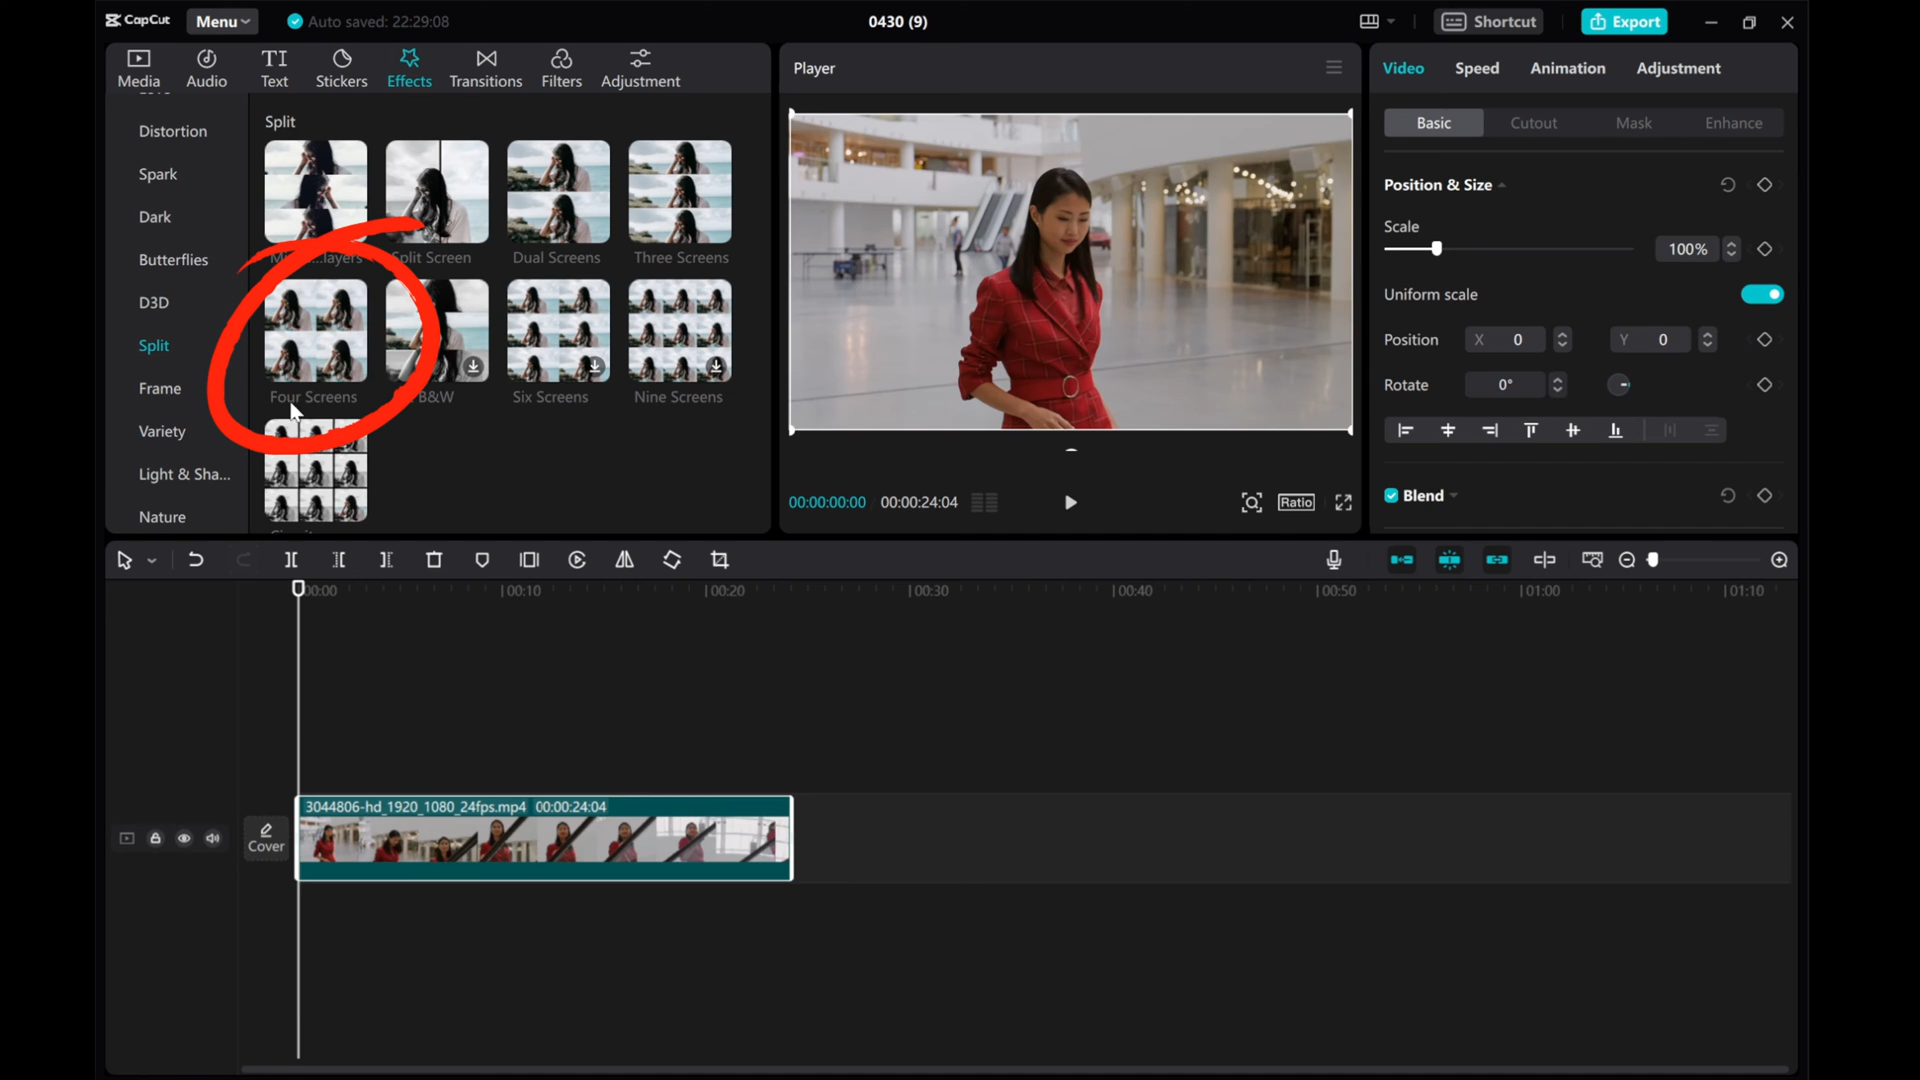 CapCut
Menu
Auto saved: 22:29:08
0430 (9)
Shortcut
Export
Media
Audio
Text
Stickers
Effects
Transitions
Filters
Adjustment
Distortion
Spark
Dark
Butterflies
D3D
Split
Frame
Variety
Light & Sha...
Nature
Split
Split Screen
Dual Screens
Three Screens
Four Screens
B&W
Six Screens
Nine Screens
Player
00:00:00:00
00:00:24:04
Ratio
Video
Speed
Animation
Adjustment
Basic
Cutout
Mask
Enhance
Position & Size
Scale
100%
Uniform scale
Position
X 0
Y 0
Rotate
0°
Blend
00:00
00:10
00:20
00:30
00:40
00:50
01:00
01:10
Cover
3044806-hd_1920_1080_24fps.mp4 00:00:24:04